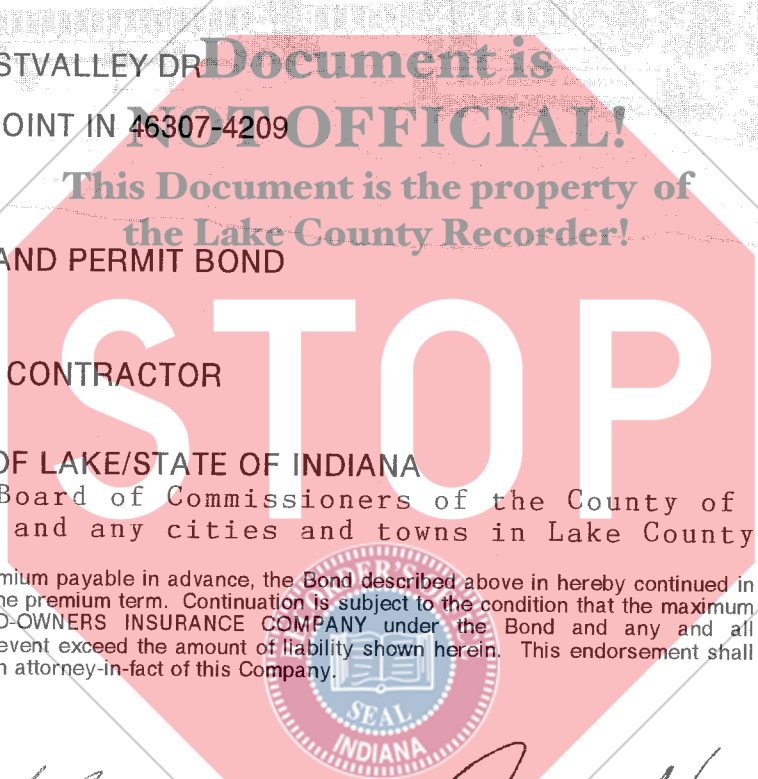 STVALLEY DR
Document is
OINT IN 46307-4209
NOT OFFICIAL!
This Document is the property of
the Lake County Recorder!
AND PERMIT BOND
STOP
CONTRACTOR
OF LAKE/STATE OF INDIANA
Board of Commissioners of the County of
and any cities and towns in Lake County
mium payable in advance, the Bond described above in hereby continued in
he premium term. Continuation is subject to the condition that the maximum
O-OWNERS INSURANCE COMPANY under the Bond and any and all
event exceed the amount of liability shown herein. This endorsement shall
n attorney-in-fact of this Company.
SEAL
INDIANA